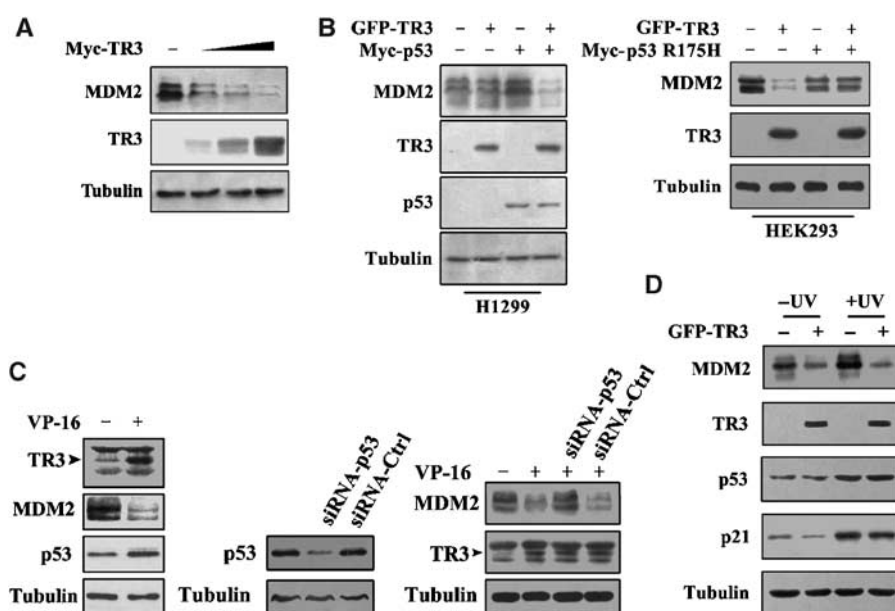 A
Myc-TR3 –
MDM2
TR3
Tubulin
B
GFP-TR3 – + – +
Myc-p53 – – + +
MDM2
TR3
p53
Tubulin
H1299
GFP-TR3 – + – +
Myc-p53 R175H – – + +
MDM2
TR3
Tubulin
HEK293
C
VP-16 – +
TR3
MDM2
p53
Tubulin
siRNA-p53
siRNA-Ctrl
p53
Tubulin
siRNA-p53
siRNA-Ctrl
VP-16 – + + +
MDM2
TR3
Tubulin
D
–UV +UV
GFP-TR3 – + – +
MDM2
TR3
p53
p21
Tubulin